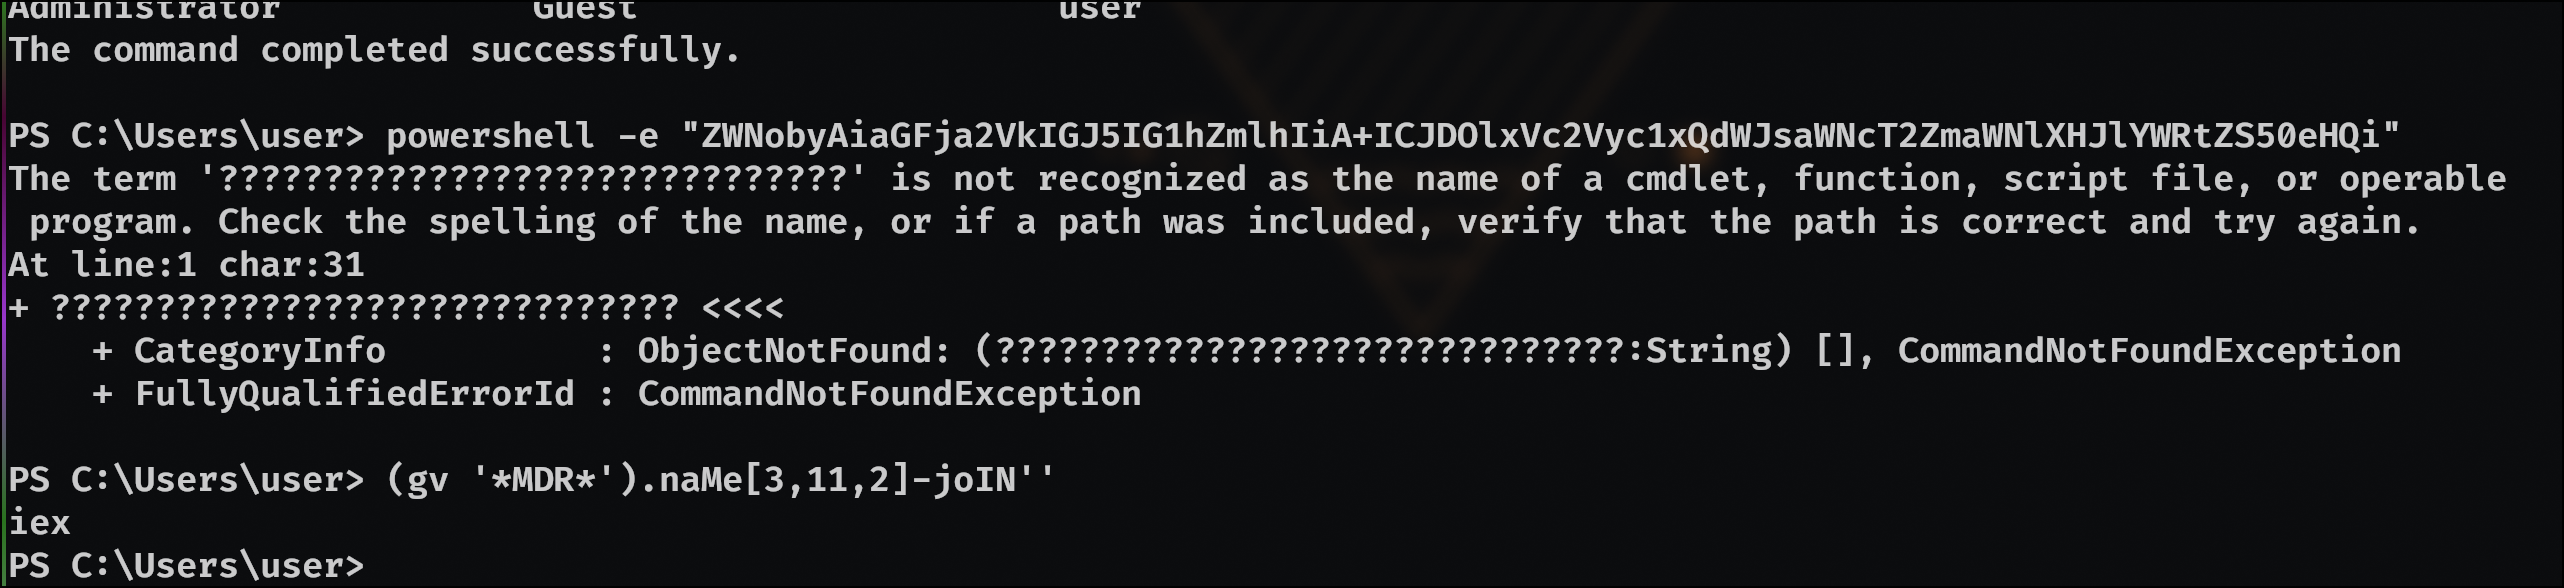 Administrator            Guest                    user
The command completed successfully.
PS C:\Users\user> powershell -e "ZWNobyAiaGFja2VkIGJ5IG1hZmlhIiA+ICJDOlxVc2Vyc1xQdWJsaWNcT2ZmaWNlXHJlYWRtZS50eHQi"
The term '??????????????????????????????' is not recognized as the name of a cmdlet, function, script file, or operable
 program. Check the spelling of the name, or if a path was included, verify that the path is correct and try again.
At line:1 char:31
+ ?????????????????????????????? <<<<
    + CategoryInfo          : ObjectNotFound: (??????????????????????????????:String) [], CommandNotFoundException
    + FullyQualifiedErrorId : CommandNotFoundException
PS C:\Users\user> (gv '*MDR*').naMe[3,11,2]-joIN''
iex
PS C:\Users\user>